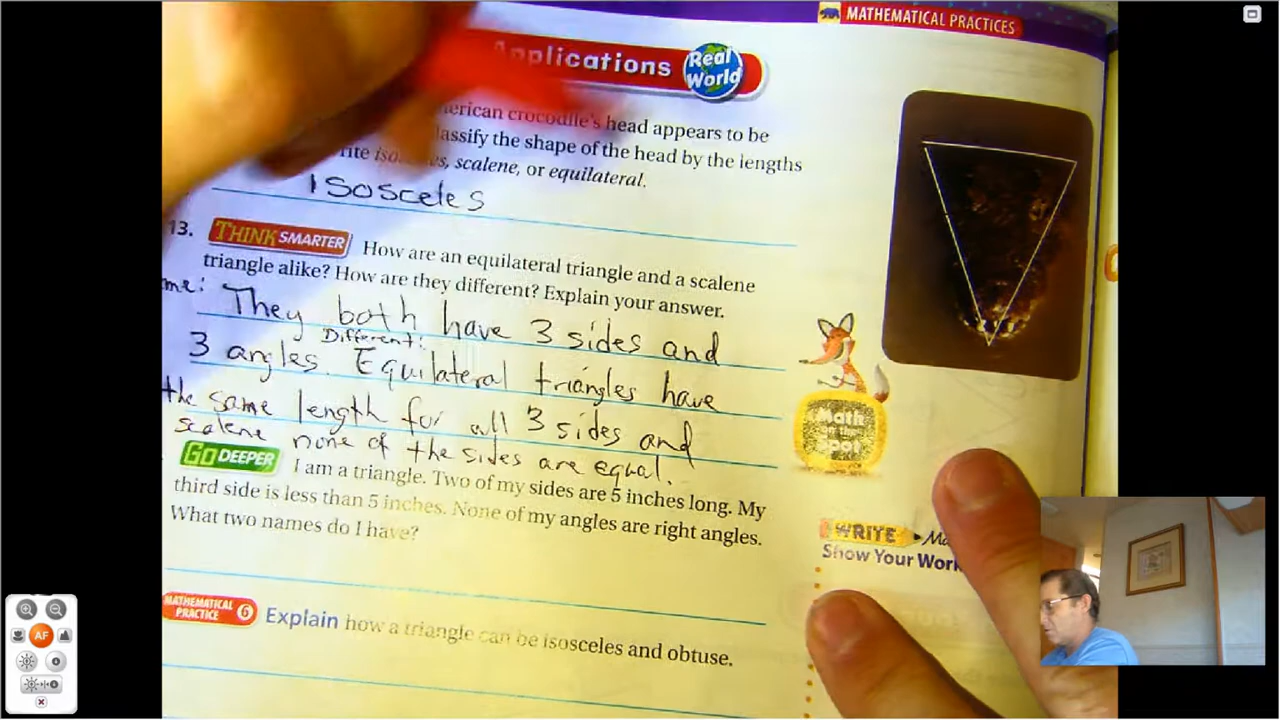 MATHEMATICAL PRACTICES
Applications Real World
crocodile's head appears to be
classify the shape of the head by the lengths
scalene, or equilateral.
Isosceles
13. THINK SMARTER How are an equilateral triangle and a scalene
triangle alike? How are they different? Explain your answer.
They both have 3 sides and
Different:
3 angles. Equilateral triangles have
the same length for all 3 sides and
scalene none of the sides are equal.
GO DEEPER I am a triangle. Two of my sides are 5 inches long. My
third side is less than 5 inches. None of my angles are right angles.
What two names do I have?
MATHEMATICAL PRACTICE 6 Explain how a triangle can be isosceles and obtuse.
Math on the Spot
WRITE
Show Your Work
AF